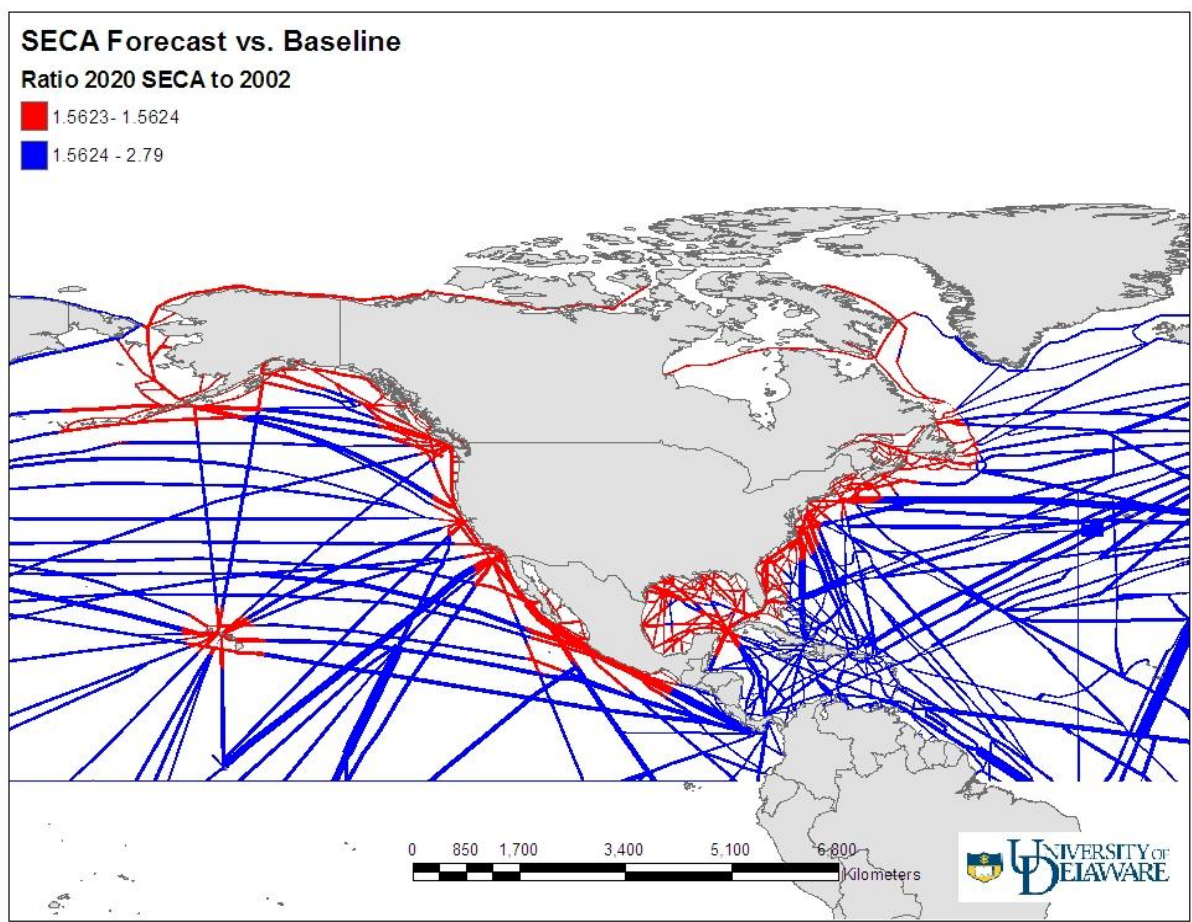 SECA Forecast vs. Baseline
Ratio 2020 SECA to 2002
1.5623- 1.5624
1.5624 - 2.79
0 850 1,700 3,400 5,100 6,800
Kilometers
UNIVERSITY OF
DELAWARE